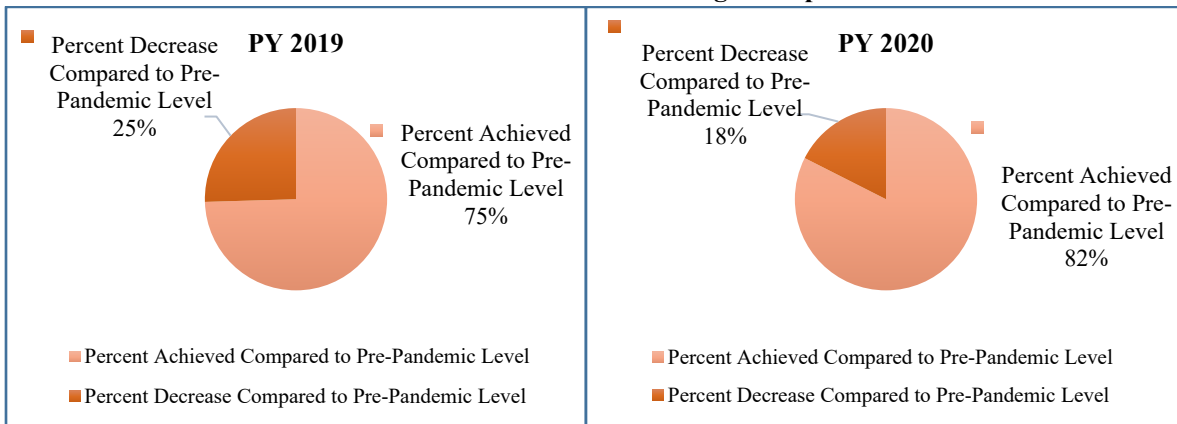 PY 2019
Percent Decrease
Compared to Pre-
Pandemic Level
25%
Percent Achieved
Compared to Pre-
Pandemic Level
75%
Percent Achieved Compared to Pre-Pandemic Level
Percent Decrease Compared to Pre-Pandemic Level
PY 2020
Percent Decrease
Compared to Pre-
Pandemic Level
18%
Percent Achieved
Compared to Pre-
Pandemic Level
82%
Percent Achieved Compared to Pre-Pandemic Level
Percent Decrease Compared to Pre-Pandemic Level